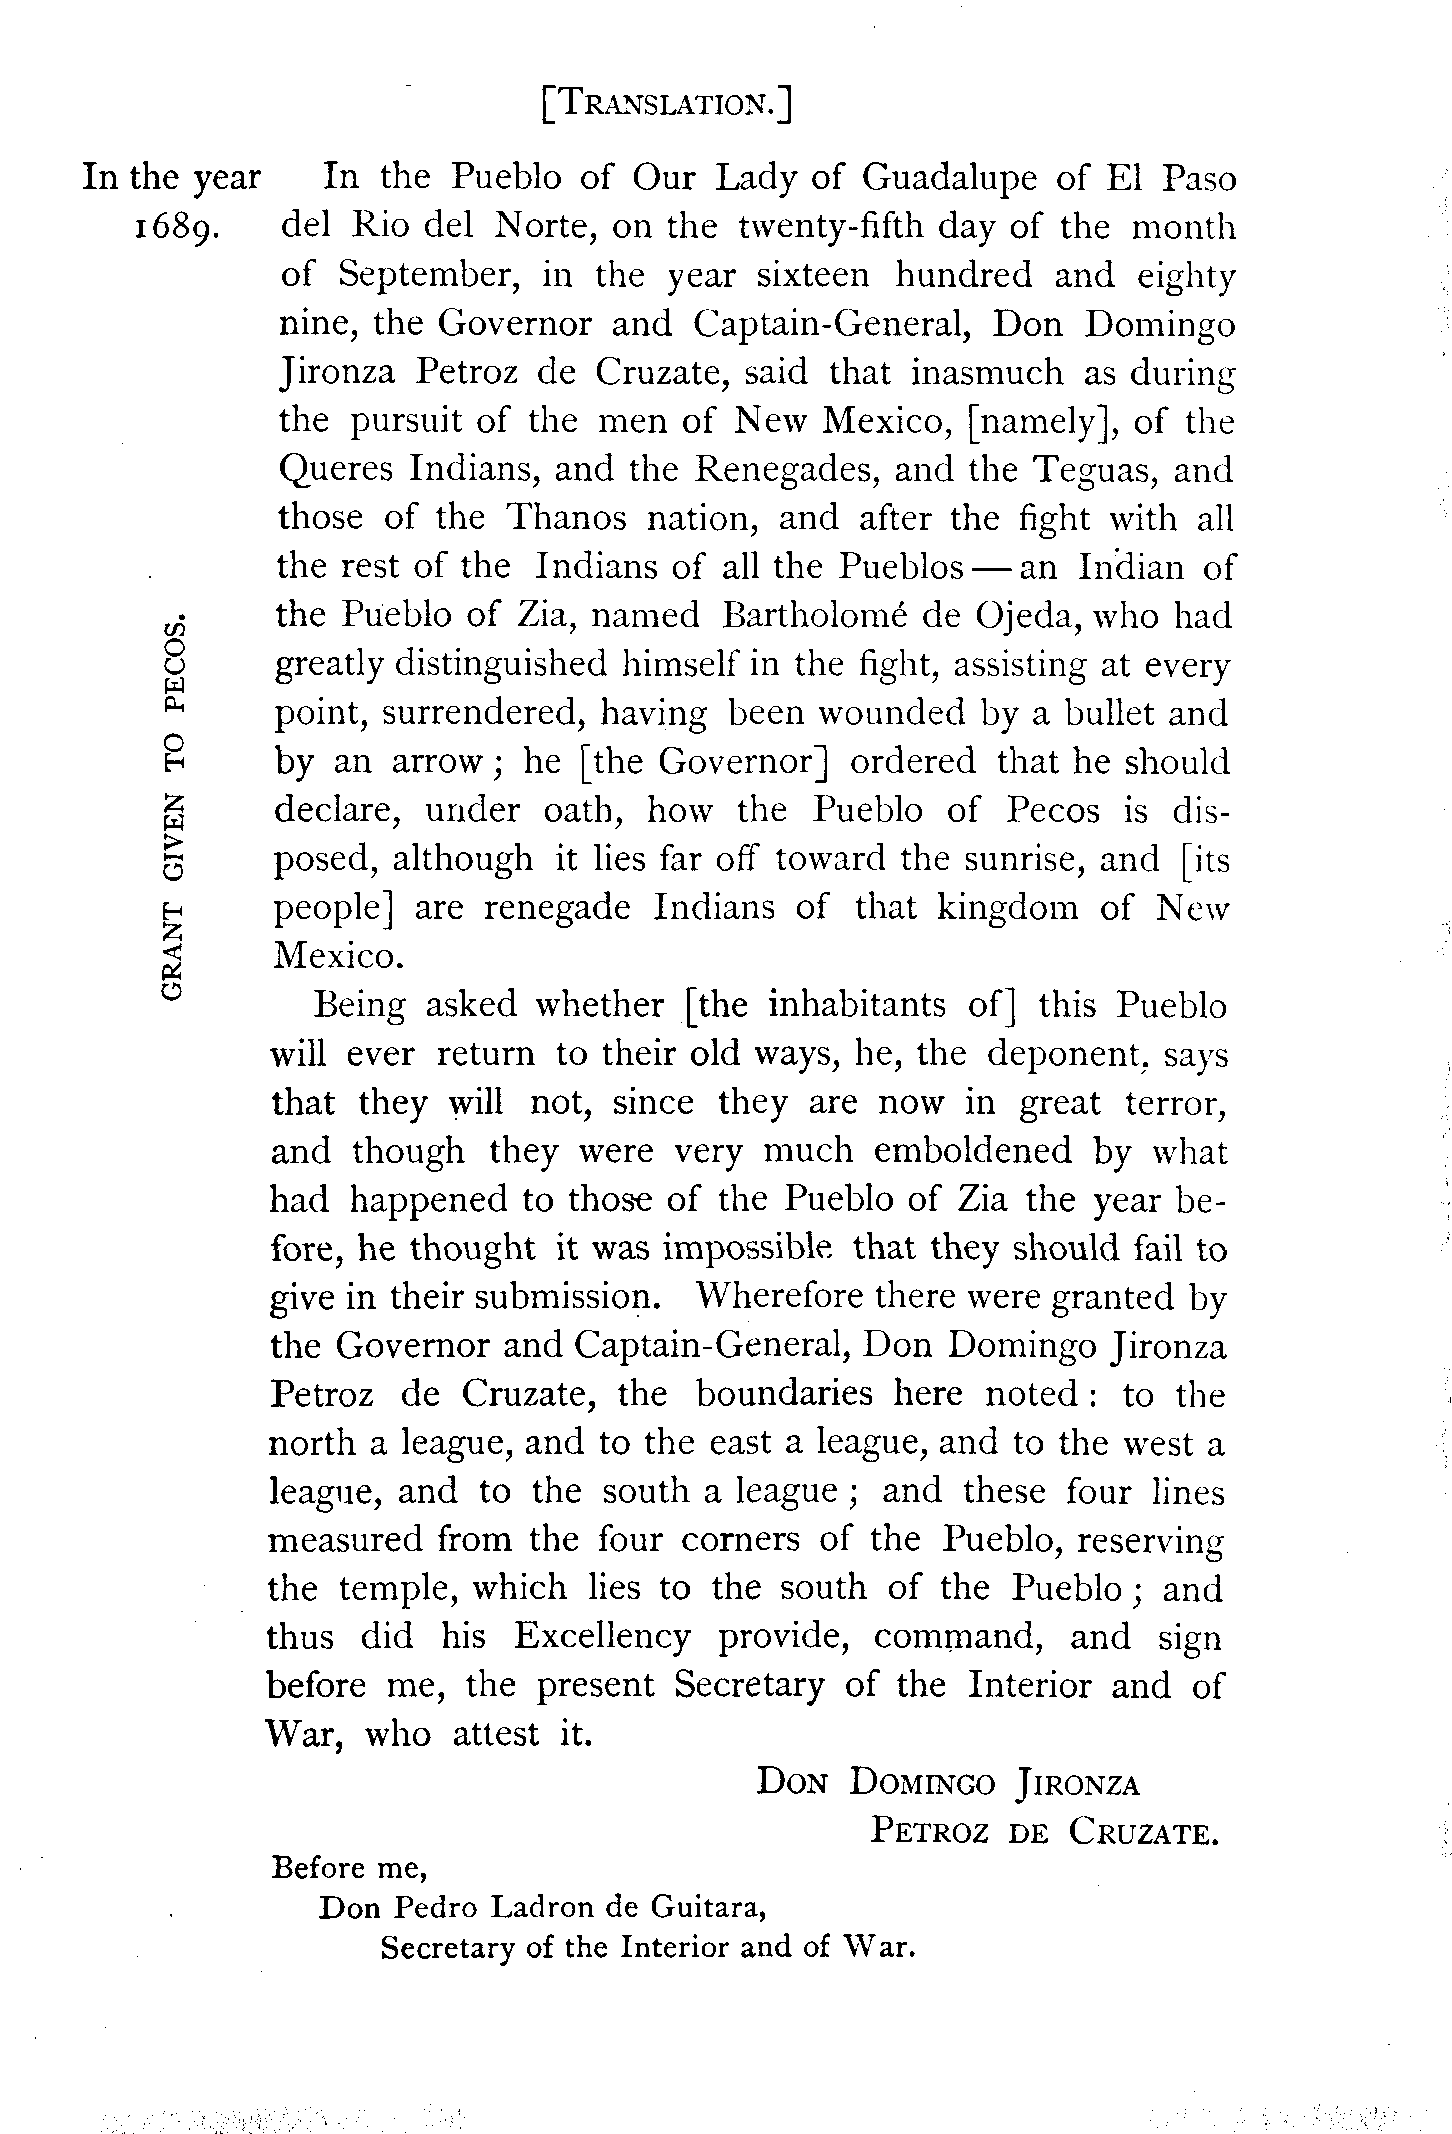 [TRANSLATION.]
In the year
1689.
GRANT GIVEN TO PECOS.
In the Pueblo of Our Lady of Guadalupe of El Paso
del Rio del Norte, on the twenty-fifth day of the month
of September, in the year sixteen hundred and eighty
nine, the Governor and Captain-General, Don Domingo
Jironza Petroz de Cruzate, said that inasmuch as during
the pursuit of the men of New Mexico, [namely], of the
Queres Indians, and the Renegades, and the Teguas, and
those of the Thanos nation, and after the fight with all
the rest of the Indians of all the Pueblos — an Indian of
the Pueblo of Zia, named Bartholomé de Ojeda, who had
greatly distinguished himself in the fight, assisting at every
point, surrendered, having been wounded by a bullet and
by an arrow ; he [the Governor] ordered that he should
declare, under oath, how the Pueblo of Pecos is dis-
posed, although it lies far off toward the sunrise, and [its
people] are renegade Indians of that kingdom of New
Mexico.
Being asked whether [the inhabitants of] this Pueblo
will ever return to their old ways, he, the deponent, says
that they will not, since they are now in great terror,
and though they were very much emboldened by what
had happened to those of the Pueblo of Zia the year be-
fore, he thought it was impossible that they should fail to
give in their submission. Wherefore there were granted by
the Governor and Captain-General, Don Domingo Jironza
Petroz de Cruzate, the boundaries here noted : to the
north a league, and to the east a league, and to the west a
league, and to the south a league ; and these four lines
measured from the four corners of the Pueblo, reserving
the temple, which lies to the south of the Pueblo ; and
thus did his Excellency provide, command, and sign
before me, the present Secretary of the Interior and of
War, who attest it.
DON DOMINGO JIRONZA
PETROZ DE CRUZATE.
Before me,
Don Pedro Ladron de Guitara,
Secretary of the Interior and of War.